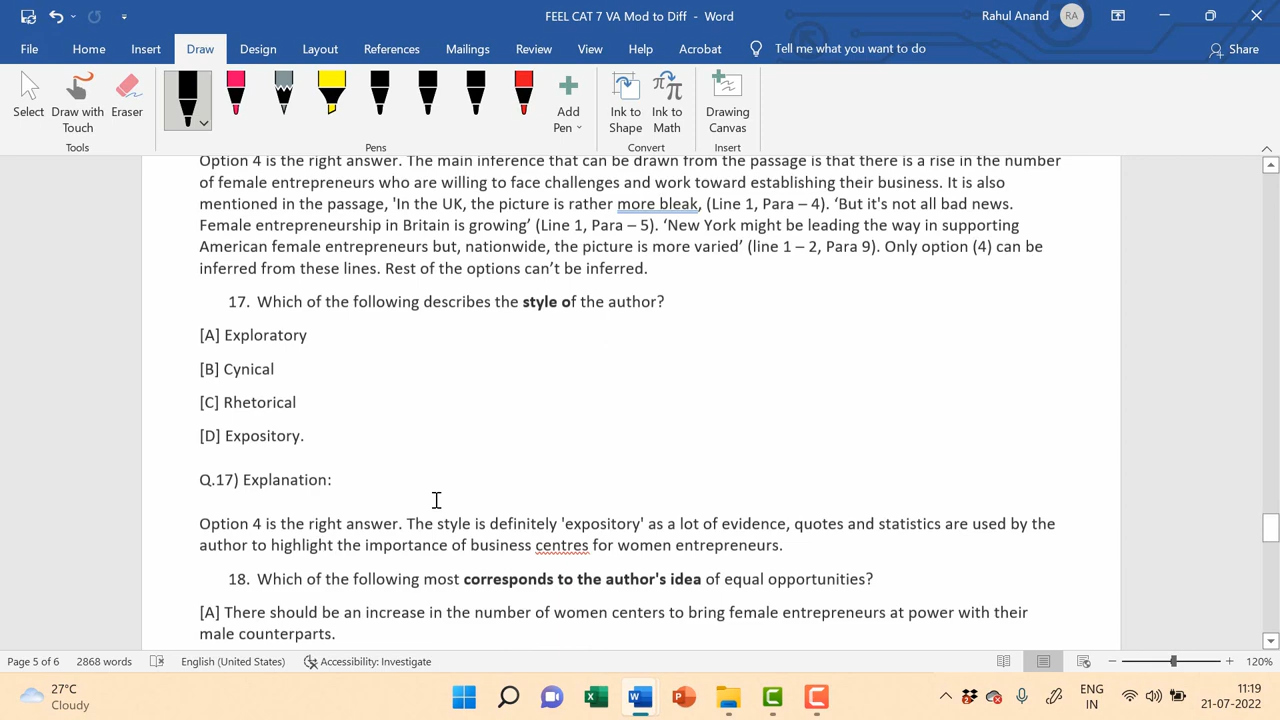 FEEL CAT 7 VA Mod to Diff - Word
Rahul Anand RA
File Home Insert Draw Design Layout References Mailings Review View Help Acrobat Tell me what you want to do Share
Select Draw with Touch Eraser Add Pen Ink to Shape Ink to Math Drawing Canvas
Tools Pens Convert Insert
Option 4 is the right answer. The main inference that can be drawn from the passage is that there is a rise in the number
of female entrepreneurs who are willing to face challenges and work toward establishing their business. It is also
mentioned in the passage, 'In the UK, the picture is rather more bleak, (Line 1, Para – 4). ‘But it's not all bad news.
Female entrepreneurship in Britain is growing’ (Line 1, Para – 5). ‘New York might be leading the way in supporting
American female entrepreneurs but, nationwide, the picture is more varied’ (line 1 – 2, Para 9). Only option (4) can be
inferred from these lines. Rest of the options can’t be inferred.
17. Which of the following describes the style of the author?
[A] Exploratory
[B] Cynical
[C] Rhetorical
[D] Expository.
Q.17) Explanation:
Option 4 is the right answer. The style is definitely 'expository' as a lot of evidence, quotes and statistics are used by the
author to highlight the importance of business centres for women entrepreneurs.
18. Which of the following most corresponds to the author's idea of equal opportunities?
[A] There should be an increase in the number of women centers to bring female entrepreneurs at power with their
male counterparts.
Page 5 of 6 2868 words English (United States) Accessibility: Investigate 120%
27°C
Cloudy
ENG
IN
11:19
21-07-2022